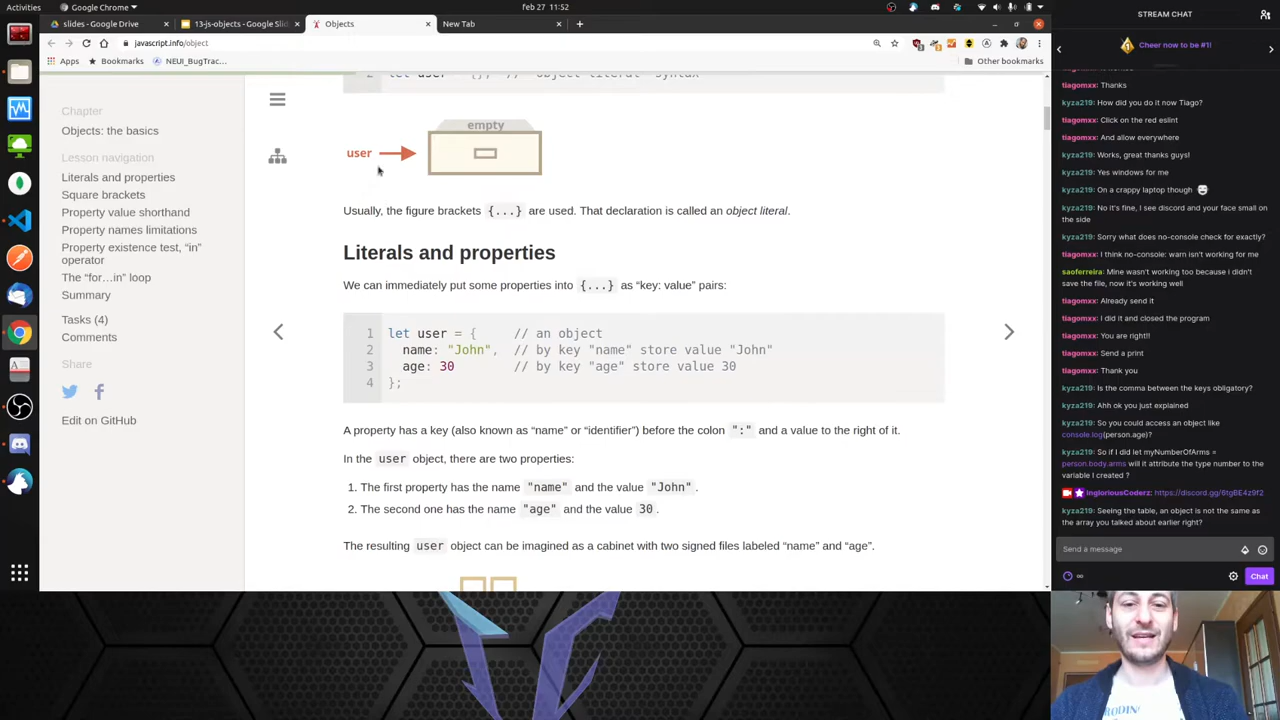 Activities
Google Chrome
feb 28 11:52
STREAM CHAT
slides - Google Drive
13-js-objects - Google Slide
Objects
New Tab
javascript.info/object
Apps
Bookmarks
NEUI_BugTrac...
Other bookmarks
Chapter
Objects: the basics
Lesson navigation
Literals and properties
Square brackets
Property value shorthand
Property names limitations
Property existence test, “in”
operator
The “for…in” loop
Summary
Tasks (4)
Comments
Share
Edit on GitHub
2 let user = {}; // "object literal" syntax
empty
user
Usually, the figure brackets {...} are used. That declaration is called an object literal.
Literals and properties
We can immediately put some properties into {...} as “key: value” pairs:
1 let user = { // an object
2 name: "John", // by key "name" store value "John"
3 age: 30 // by key "age" store value 30
4 };
A property has a key (also known as “name” or “identifier”) before the colon ":" and a value to the right of it.
In the user object, there are two properties:
1. The first property has the name "name" and the value "John".
2. The second one has the name "age" and the value 30.
The resulting user object can be imagined as a cabinet with two signed files labeled “name” and “age”.
Cheer now to be #1!
tiagomxx: Thanks
kyza219: How did you do it now Tiago?
tiagomxx: Click on the red eslint
tiagomxx: And allow everywhere
kyza219: Works, great thanks guys!
kyza219: Yes windows for me
kyza219: On a crappy laptop though
kyza219: No it's fine, I see discord and your face small on
the side
kyza219: Sorry what does no-console check for exactly?
tiagomxx: I think no-console: warn isn't working for me
saoferreira: Mine wasn't working too because i didn't
save the file, now it's working well
tiagomxx: Already send it
tiagomxx: I did it and closed the program
tiagomxx: You are right!!
tiagomxx: Send a print
tiagomxx: Thank you
kyza219: Is the comma between the keys obligatory?
kyza219: Ahh ok you just explained
kyza219: So you could access an object like
console.log(person.age)?
kyza219: So if I did let myNumberOfArms =
person.body.arms will it attribute the type number to the
variable I created ?
IngloriousCoderz: https://discord.gg/6tgBE4z9f2
kyza219: Seeing the table, an object is not the same as
the array you talked about earlier right?
Send a message
Chat